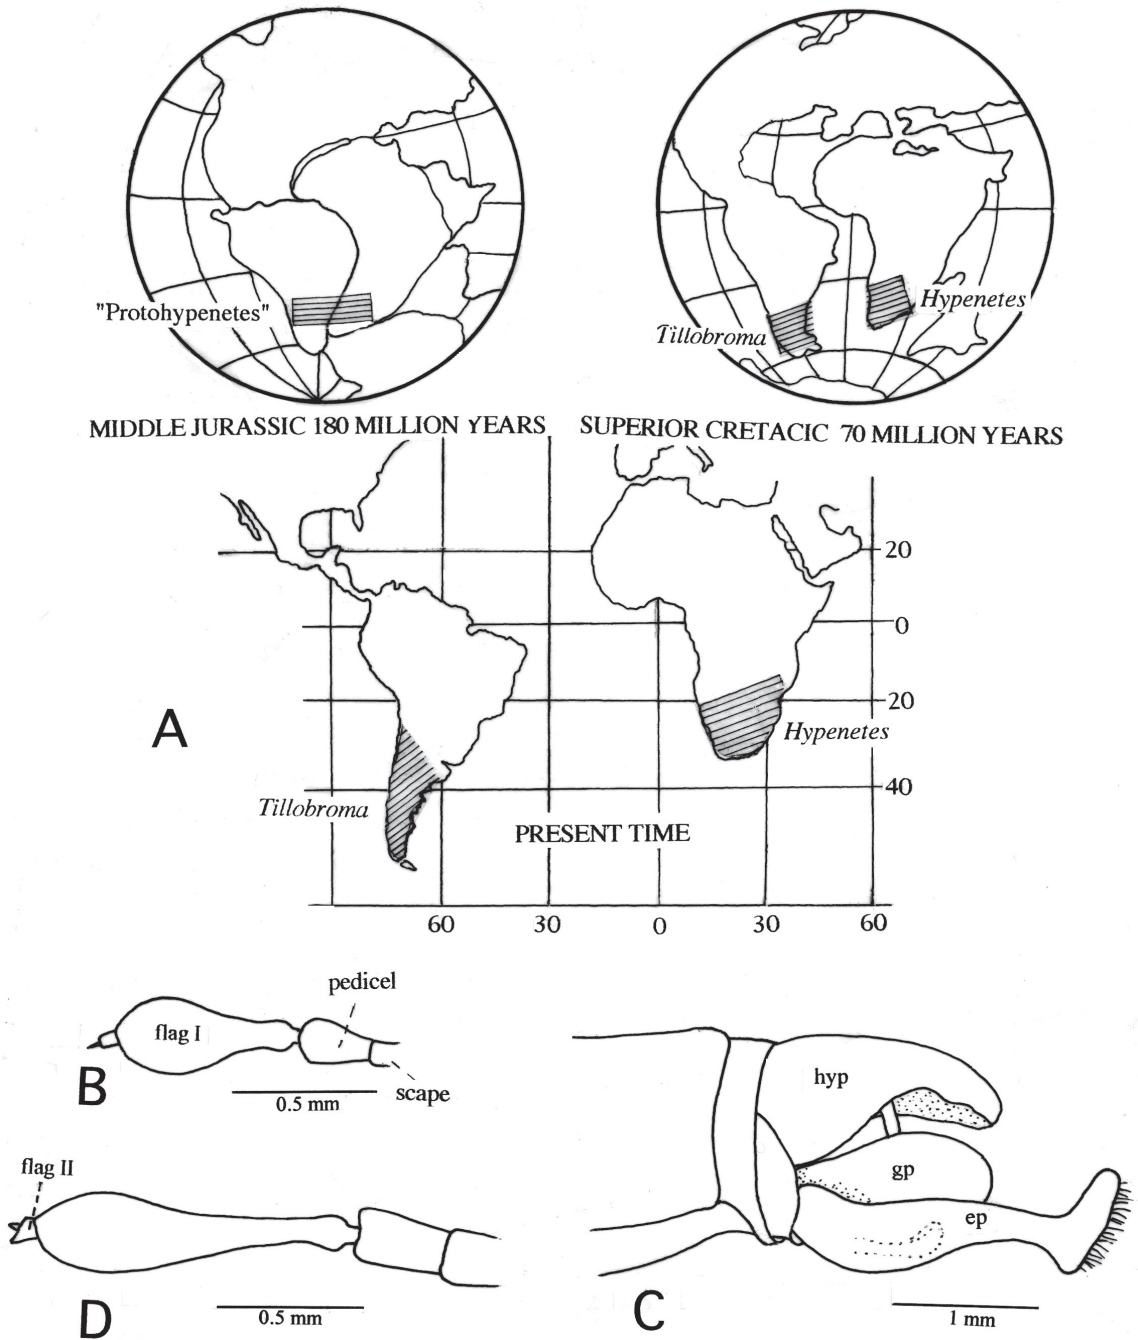 "Protohypenetes"
Tillobroma
Hypenetes
MIDDLE JURASSIC 180 MILLION YEARS
SUPERIOR CRETACIC 70 MILLION YEARS
20
0
20
40
A
Hypenetes
Tillobroma
PRESENT TIME
60
30
0
30
60
pedicel
flag I
scape
0.5 mm
B
hyp
gp
ep
1 mm
C
flag II
0.5 mm
D